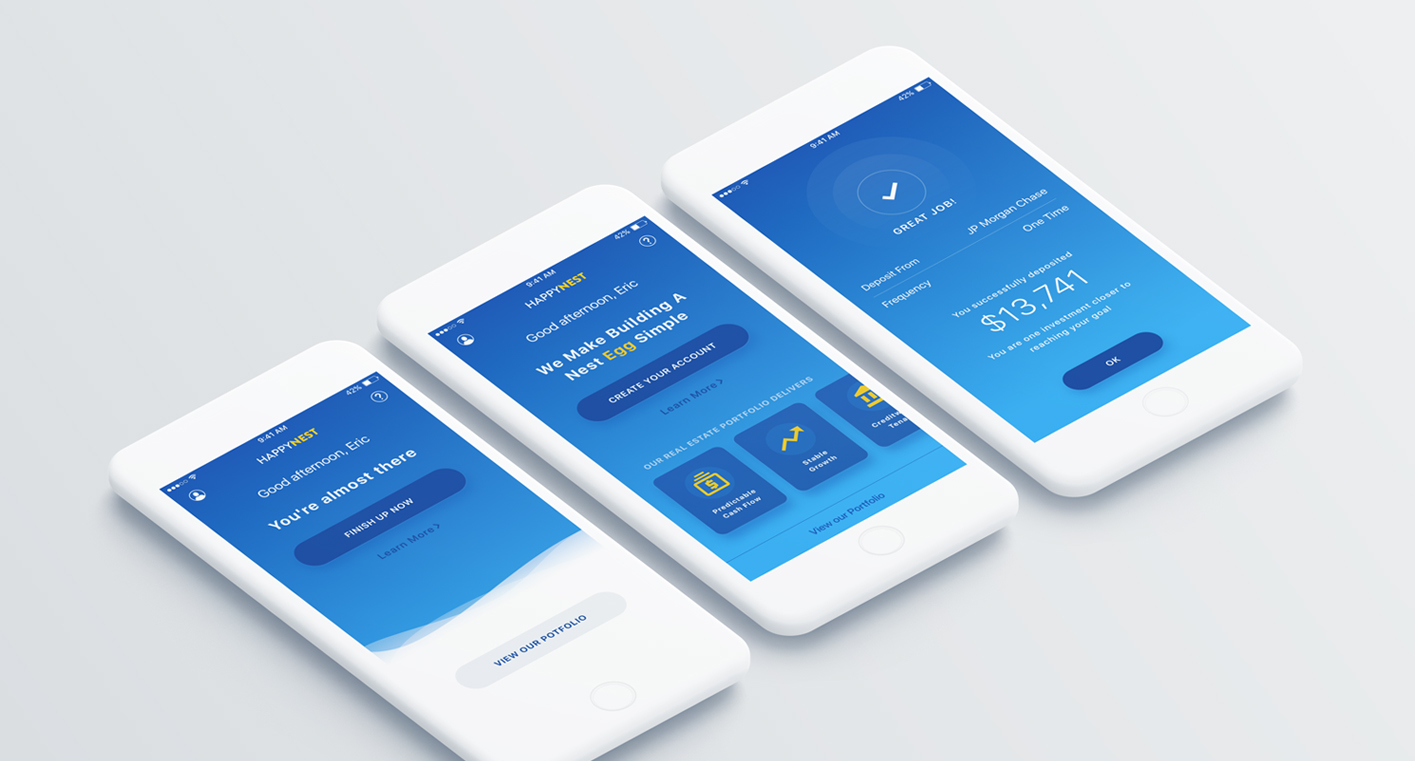 42%
9:41 AM
HAPPYNEST
Good afternoon, Eric
You're almost there
FINISH UP NOW
Learn More >
VIEW OUR POTFOLIO
42%
9:41 AM
HAPPYNEST
Good afternoon, Eric
We Make Building A
Nest Egg Simple
CREATE YOUR ACCOUNT
Learn More >
OUR REAL ESTATE PORTFOLIO DELIVERS
Predictable
Cash Flow
Stable
Growth
View our Portfolio
42%
9:41 AM
GREAT JOB!
Deposit From JP Morgan Chase
Frequency One Time
You successfully deposited
$13,741
You are one investment closer to
reaching your goal
OK